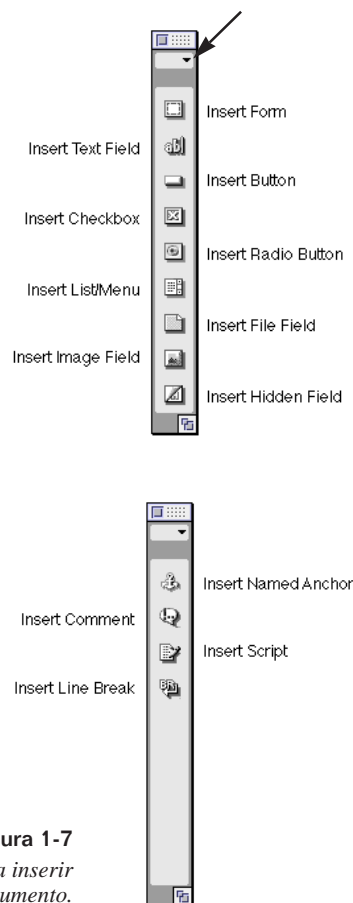 Insert Form
Insert Text Field
abl
Insert Button
Insert Checkbox
Insert Radio Button
Insert List/Menu
Insert File Field
Insert Image Field
Insert Hidden Field
Insert Named Anchor
Insert Comment
Insert Script
Insert Line Break
BR
ura 1-7
a inserir
umento.